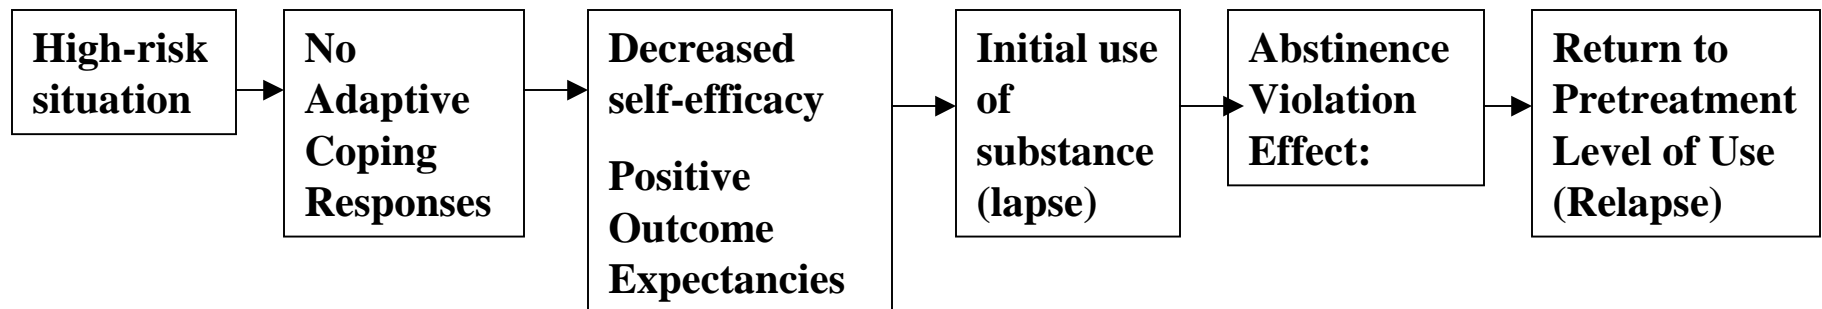 High-risk
situation
No
Adaptive
Coping
Responses
Decreased
self-efficacy
Positive
Outcome
Expectancies
Initial use
of
substance
(lapse)
Abstinence
Violation
Effect:
Return to
Pretreatment
Level of Use
(Relapse)